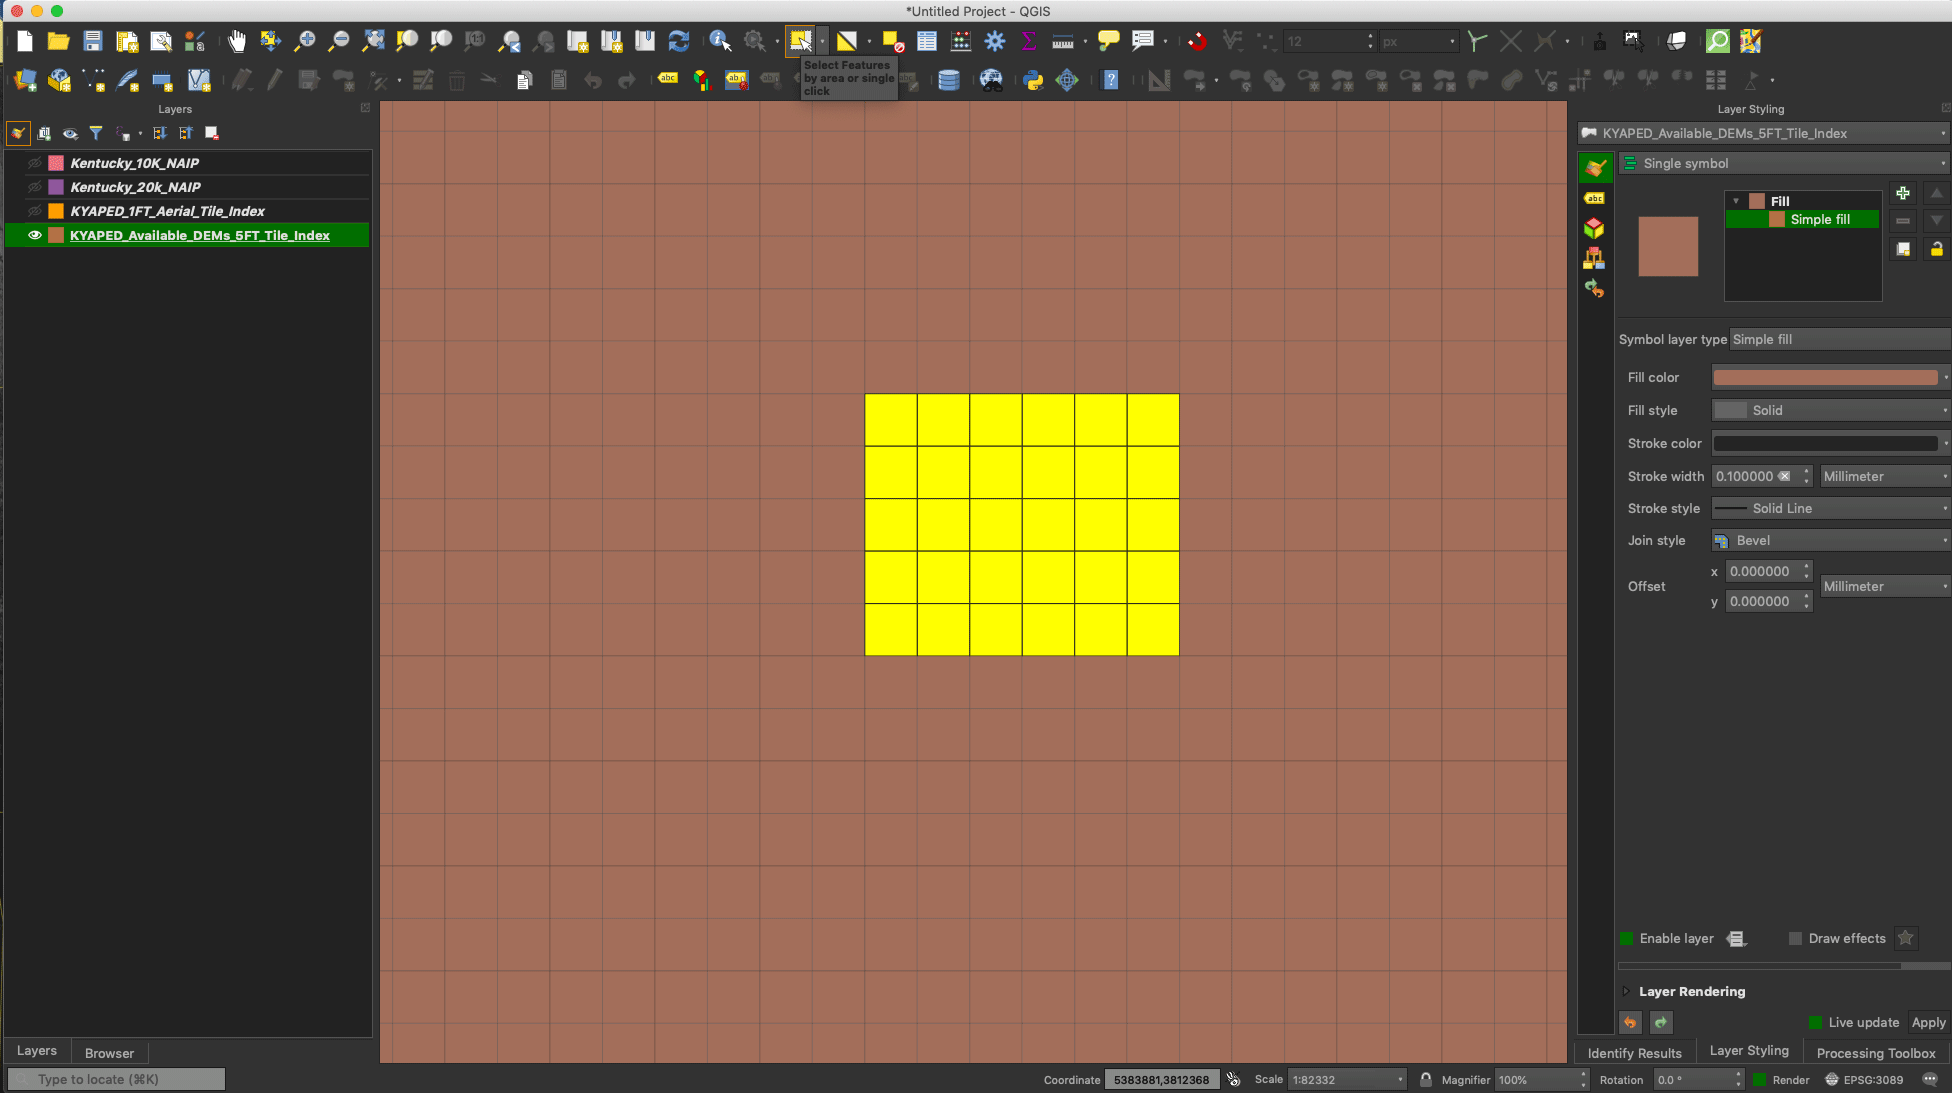 *Untitled Project - QGIS
12
px
abc
abc
Select Features
by area or single
click
Layers
Kentucky_10K_NAIP
Kentucky_20k_NAIP
KYAPED_1FT_Aerial_Tile_Index
KYAPED_Available_DEMs_5FT_Tile_Index
Layers
Browser
Type to locate (⌘K)
Layer Styling
KYAPED_Available_DEMs_5FT_Tile_Index
Single symbol
abc
Fill
Simple fill
Symbol layer type Simple fill
Fill color
Fill style Solid
Stroke color
Stroke width 0.100000 Millimeter
Stroke style Solid Line
Join style Bevel
Offset
x 0.000000
y 0.000000
Millimeter
Enable layer
Draw effects
Layer Rendering
Live update
Apply
Identify Results
Layer Styling
Processing Toolbox
Coordinate 5383881,3812368
Scale 1:82332
Magnifier 100%
Rotation 0.0 °
Render
EPSG:3089